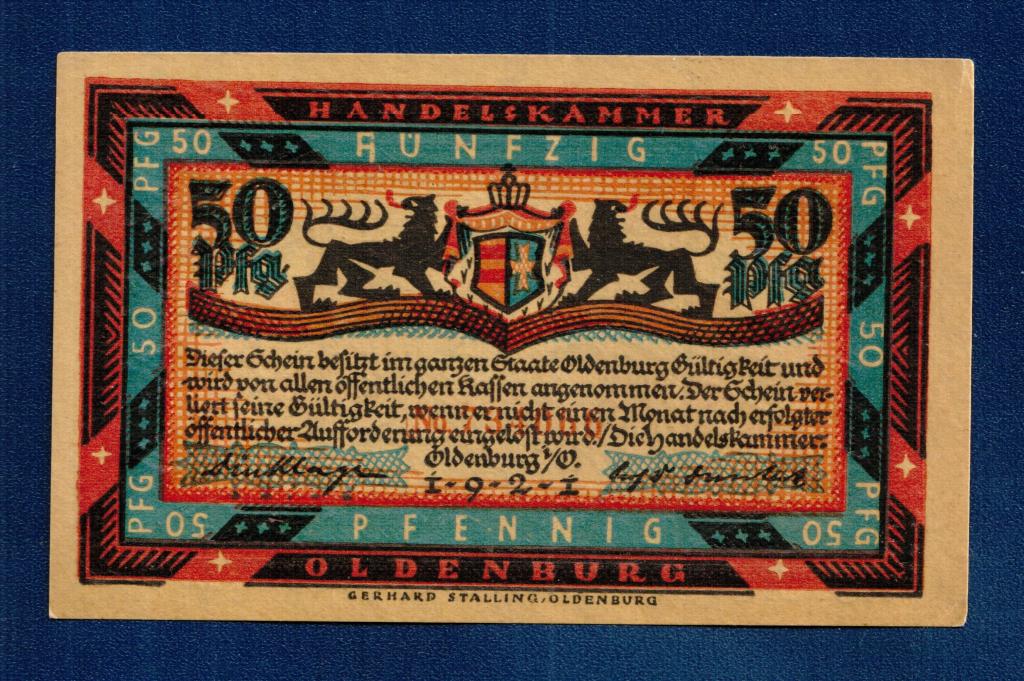 HANDELSKAMMER
FÜNFZIG
50 50
PFG PFG
50 50
Pfg Pfg
50 50
Dieser Schein besitzt im ganzen Staate Oldenburg Gültigkeit und
wird von allen öffentlichen Kassen angenommen. Der Schein ver-
liert seine Gültigkeit, wenn er nicht einen Monat nach erfolgter
öffentlicher Aufforderung eingelöst wird./Die Handelskammer:
Oldenburg i/O.
1·9·2·1
PFG PFG
50 50
PFENNIG
OLDENBURG
GERHARD STALLING/OLDENBURG